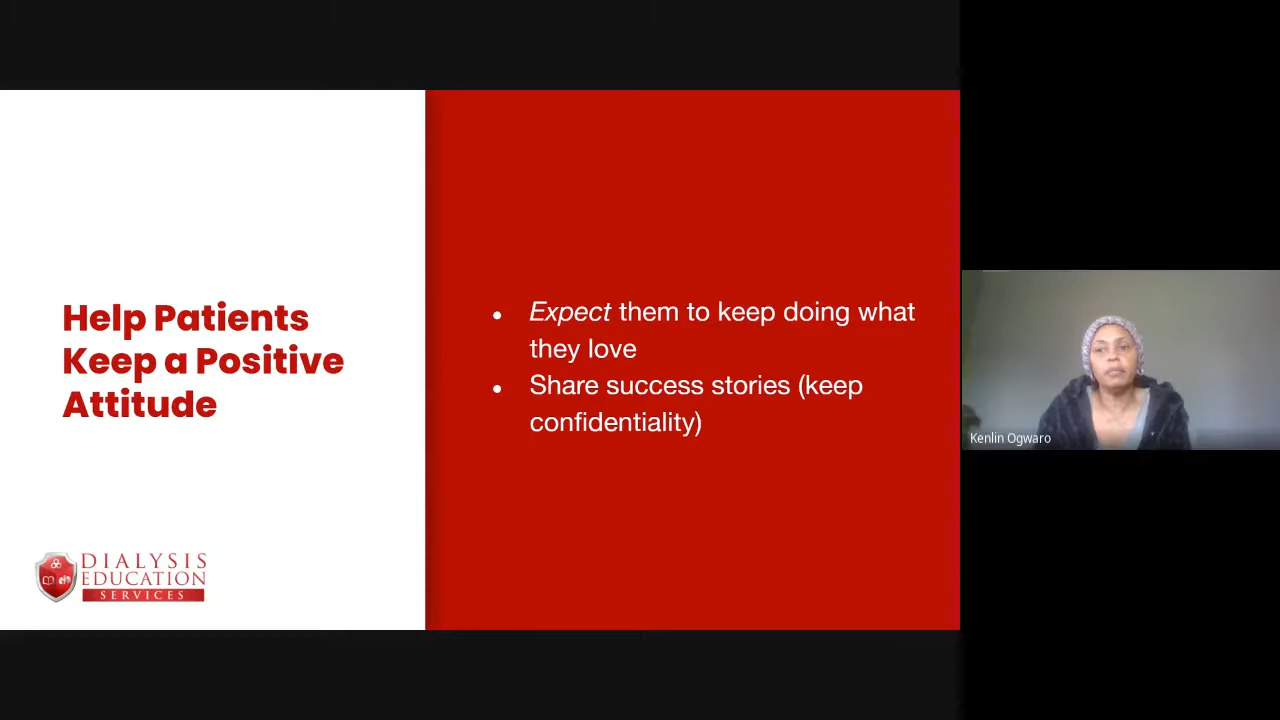 Help Patients
Keep a Positive
Attitude
• Expect them to keep doing what
they love
• Share success stories (keep
confidentiality)
DIALYSIS
EDUCATION
SERVICES
Kenlin Ogwaro